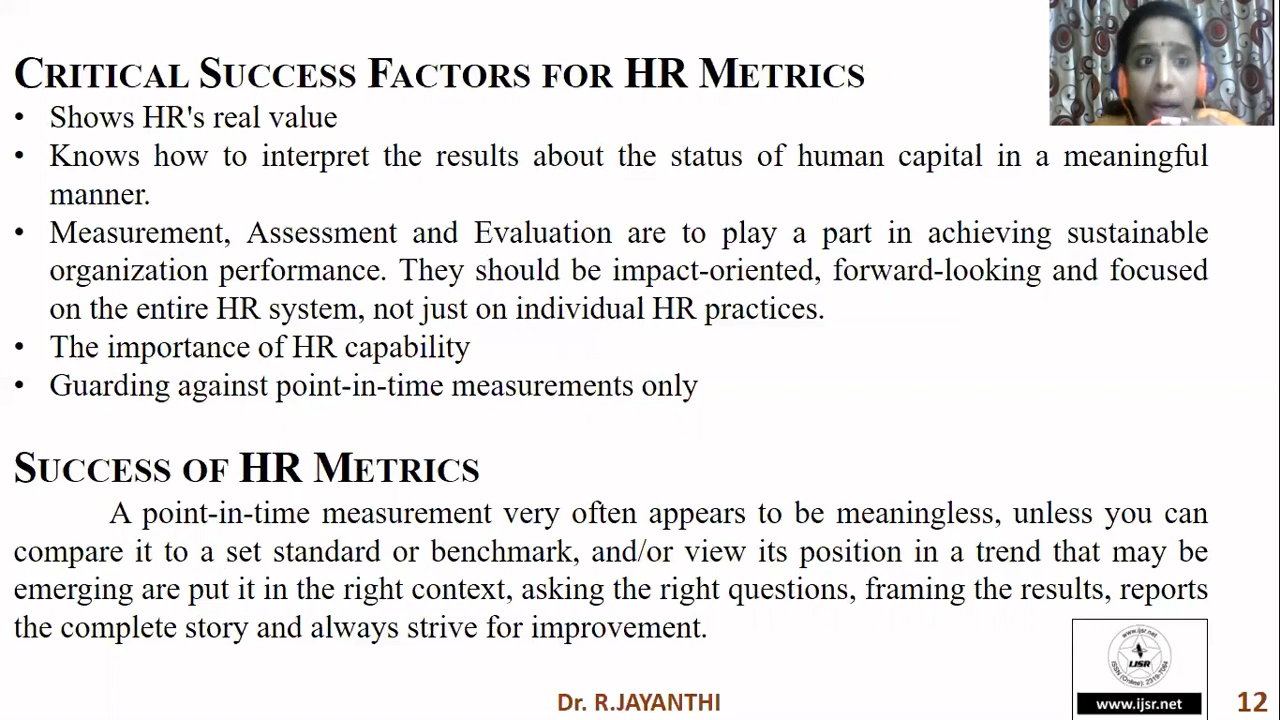 CRITICAL SUCCESS FACTORS FOR HR METRICS
• Shows HR's real value
• Knows how to interpret the results about the status of human capital in a meaningful
manner.
• Measurement, Assessment and Evaluation are to play a part in achieving sustainable
organization performance. They should be impact-oriented, forward-looking and focused
on the entire HR system, not just on individual HR practices.
• The importance of HR capability
• Guarding against point-in-time measurements only
SUCCESS OF HR METRICS
A point-in-time measurement very often appears to be meaningless, unless you can
compare it to a set standard or benchmark, and/or view its position in a trend that may be
emerging are put it in the right context, asking the right questions, framing the results, reports
the complete story and always strive for improvement.
www.ijsr.net
IJSR
ISSN (Online): 2319-7064
www.ijsr.net
Dr. R.JAYANTHI
12